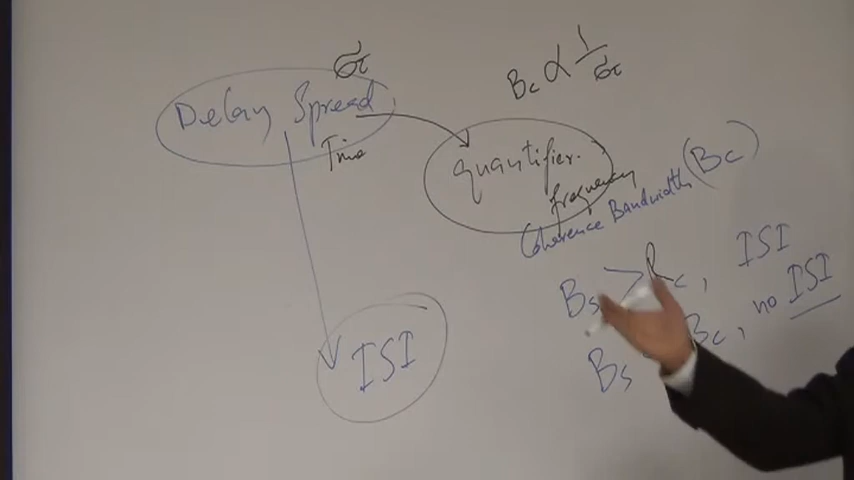 στ
Delay Spread
Time
Bc ∝ 1/στ
Quantifier.
frequency
Coherence Bandwidth (Bc)
Bs > Bc, ISI
Bs Bc, no ISI
ISI